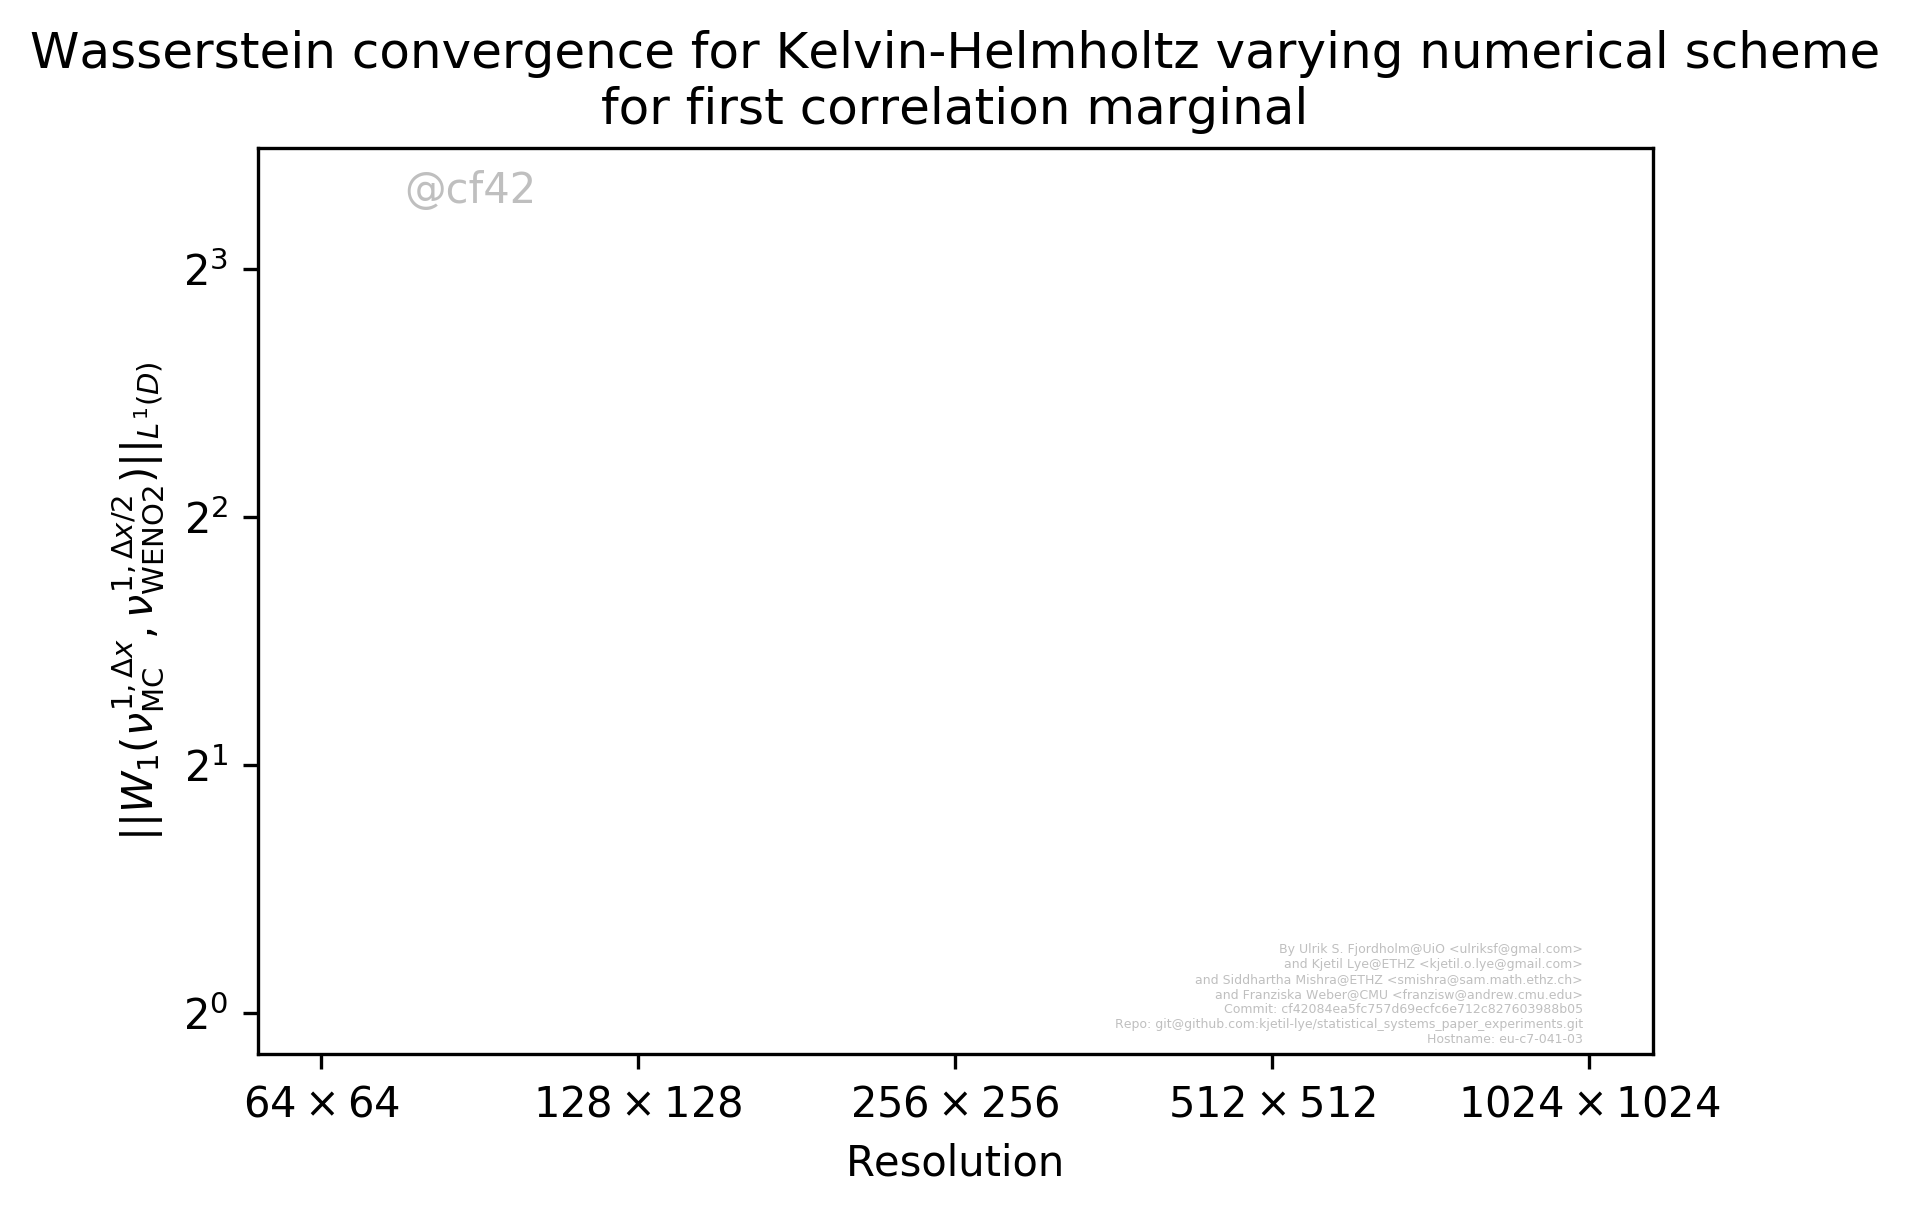 Wasserstein convergence for Kelvin-Helmholtz varying numerical scheme
for first correlation marginal
@cf42
2³
2²
2¹
2⁰
||W₁(ν^{1,Δx}_{MC}, ν^{1,Δx/2}_{WENO2})||_{L¹(D)}
By Ulrik S. Fjordholm@UiO <ulriksf@gmal.com>
and Kjetil Lye@ETHZ <kjetil.o.lye@gmail.com>
and Siddhartha Mishra@ETHZ <smishra@sam.math.ethz.ch>
and Franziska Weber@CMU <franzisw@andrew.cmu.edu>
Commit: cf42084ea5fc757d69ecfc6e712c827603988b05
Repo: git@github.com:kjetil-lye/statistical_systems_paper_experiments.git
Hostname: eu-c7-041-03
64 × 64 128 × 128 256 × 256 512 × 512 1024 × 1024
Resolution